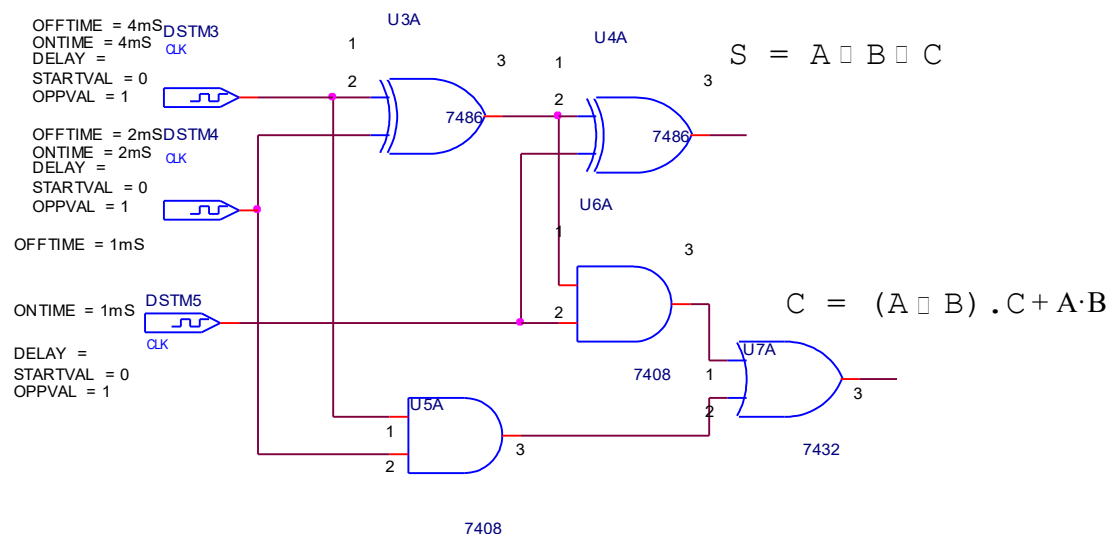 OFFTIME = 4mS DSTM3
ONTIME = 4mS CLK
DELAY =
STARTVAL = 0
OPPVAL = 1
OFFTIME = 2mS DSTM4
ONTIME = 2mS CLK
DELAY =
STARTVAL = 0
OPPVAL = 1
OFFTIME = 1mS
DSTM5
ONTIME = 1mS
CLK
DELAY =
STARTVAL = 0
OPPVAL = 1
U3A
1
2
3
7486
U4A
1
2
3
7486
S = A □ B □ C
U6A
1
2
3
7408
C = (A □ B) .C+ A·B
U7A
1
2
3
7432
U5A
1
2
3
7408